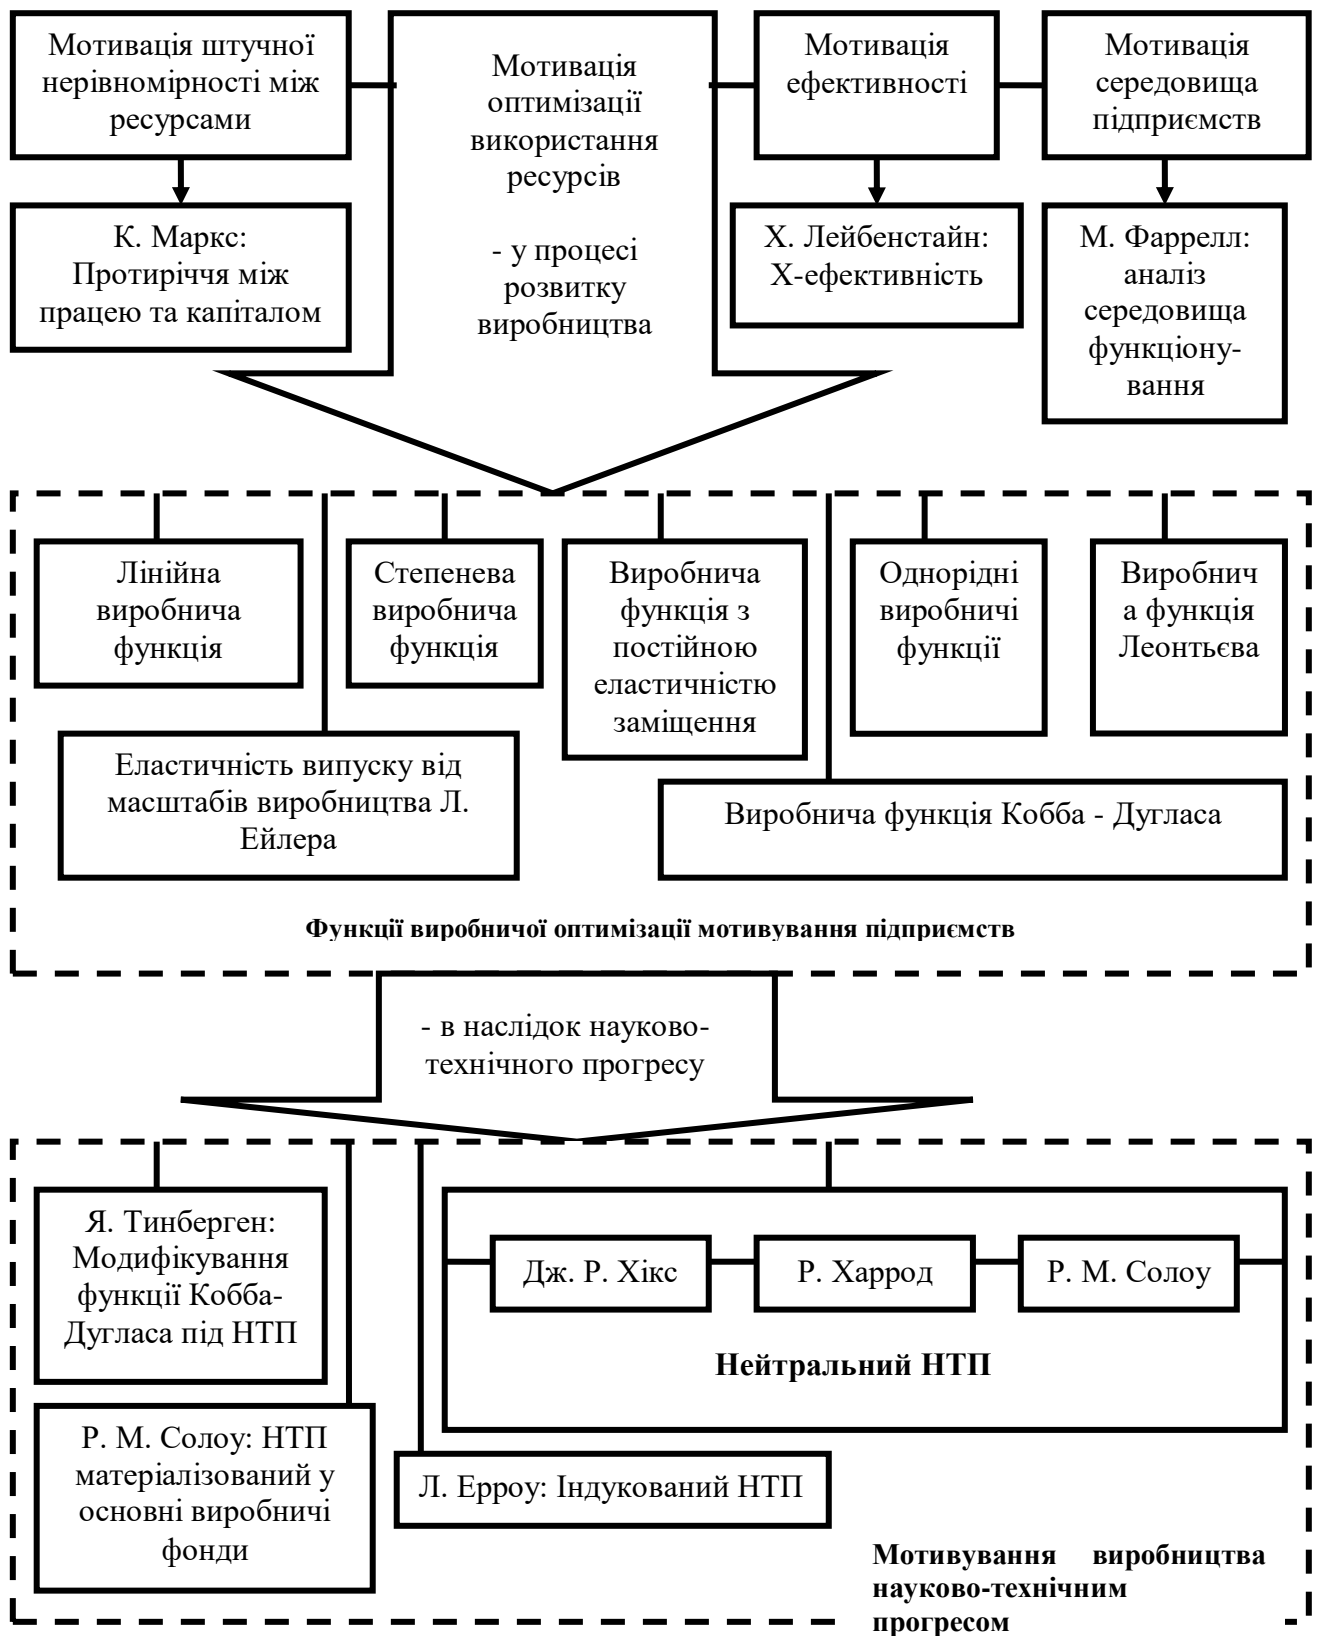 Мотивація штучної
нерівномірності між
ресурсами
Мотивація
оптимізації
використання
ресурсів
- у процесі
розвитку
виробництва
Мотивація
ефективності
Мотивація
середовища
підприємств
К. Маркс:
Протиріччя між
працею та капіталом
Х. Лейбенстайн:
Х-ефективність
М. Фаррелл:
аналіз
середовища
функціону-
вання
Лінійна
виробнича
функція
Степенева
виробнича
функція
Виробнича
функція з
постійною
еластичністю
заміщення
Однорідні
виробничі
функції
Виробнич
а функція
Леонтьєва
Еластичність випуску від
масштабів виробництва Л.
Ейлера
Виробнича функція Кобба - Дугласа
Функції виробничої оптимізації мотивування підприємств
- в наслідок науково-
технічного прогресу
Я. Тинберген:
Модифікування
функції Кобба-
Дугласа під НТП
Дж. Р. Хікс
Р. Харрод
Р. М. Солоу
Нейтральний НТП
Р. М. Солоу: НТП
матеріалізований у
основні виробничі
фонди
Л. Ерроу: Індукований НТП
Мотивування виробництва
науково-технічним
прогресом